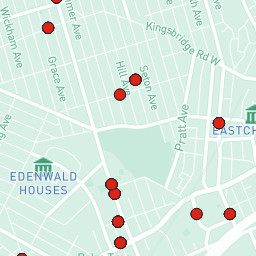 Wickham Ave
Grace Ave
Kingsbridge Rd W
Hill Ave
Seton Ave
Pratt Ave
EASTCH
EDENWALD
HOUSES